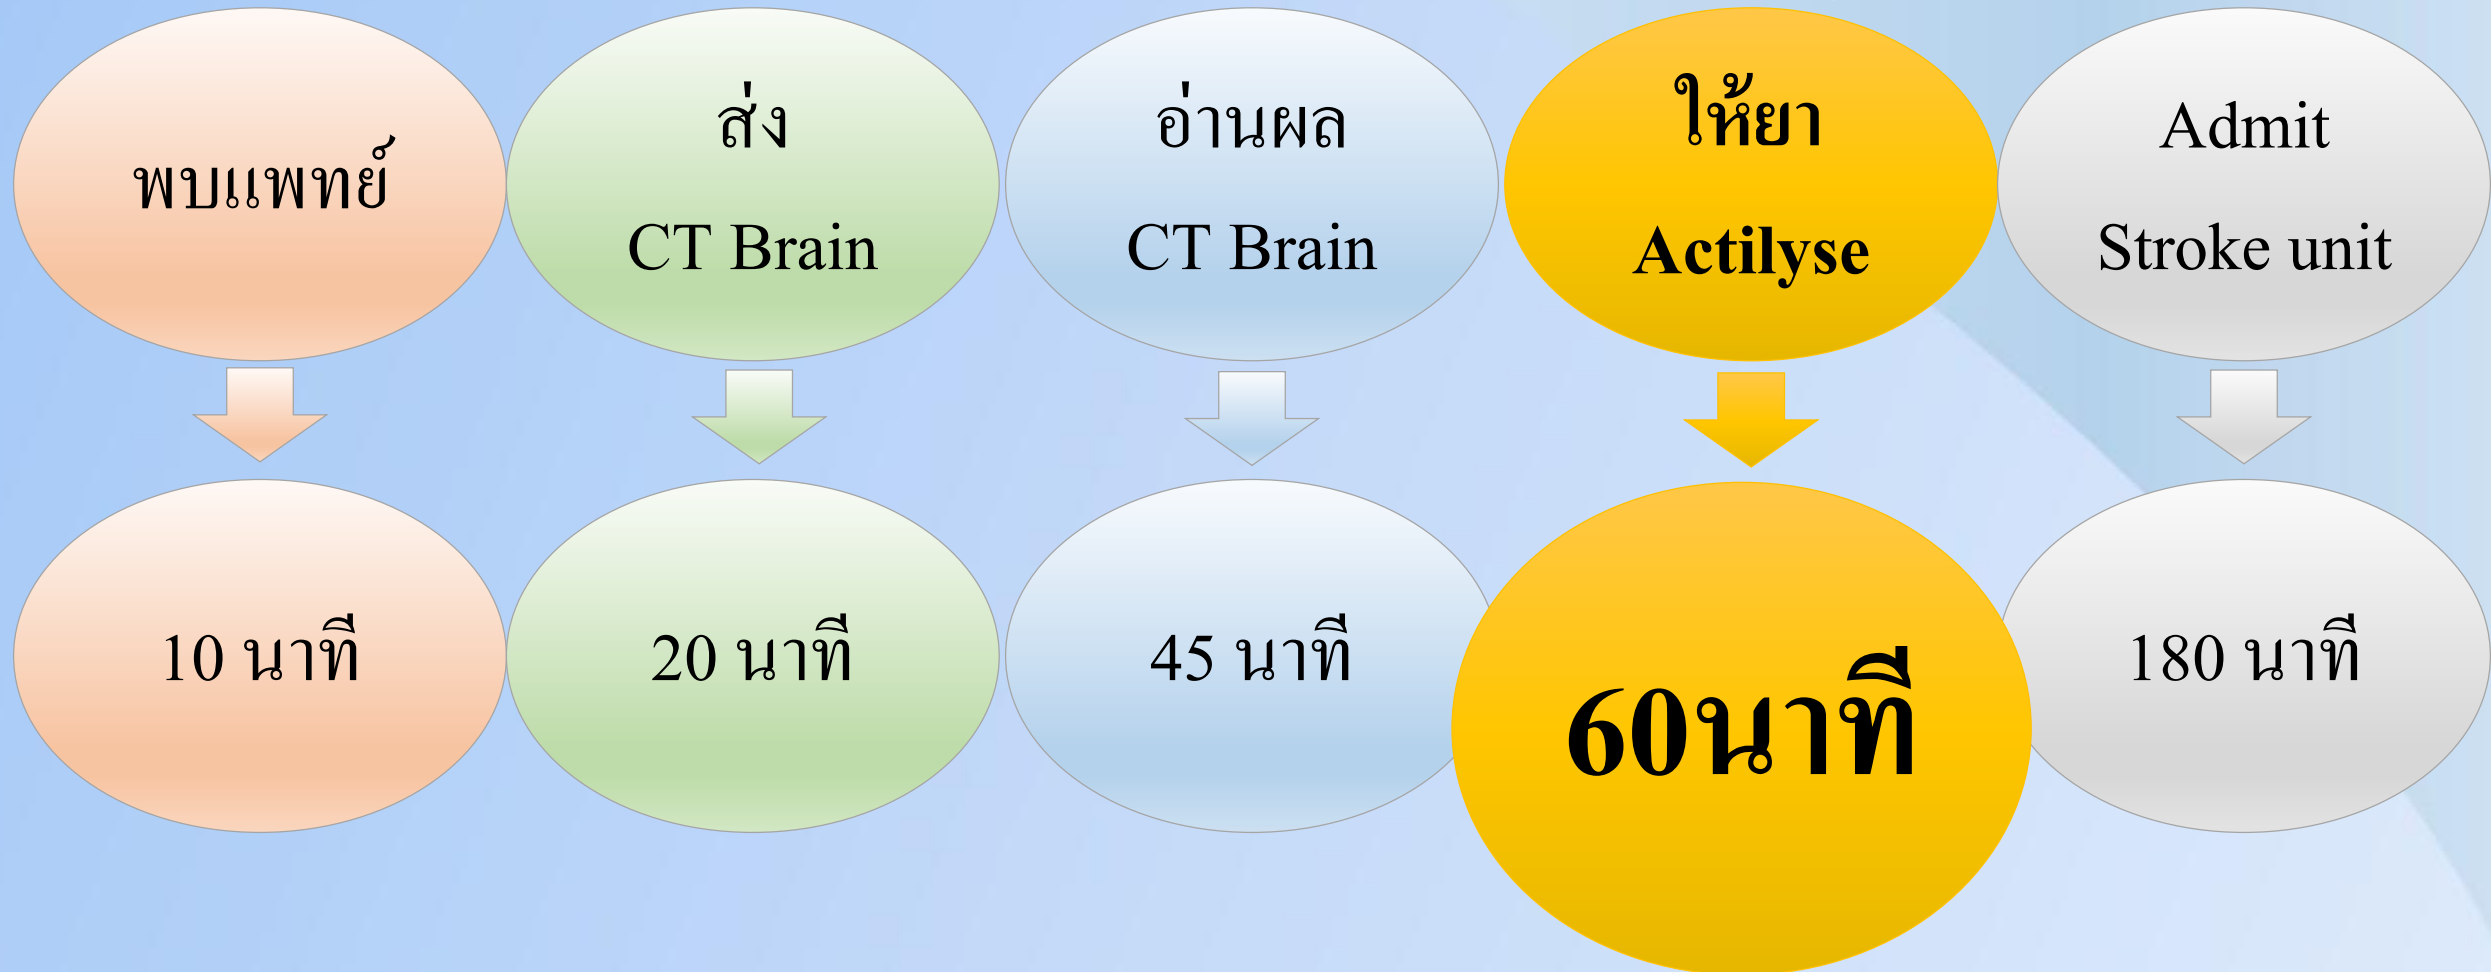 พบแพทย์
ส่ง
CT Brain
อ่านผล
CT Brain
ให้ยา
Actilyse
Admit
Stroke unit
10 นาที
20 นาที
45 นาที
60นาที
180 นาที